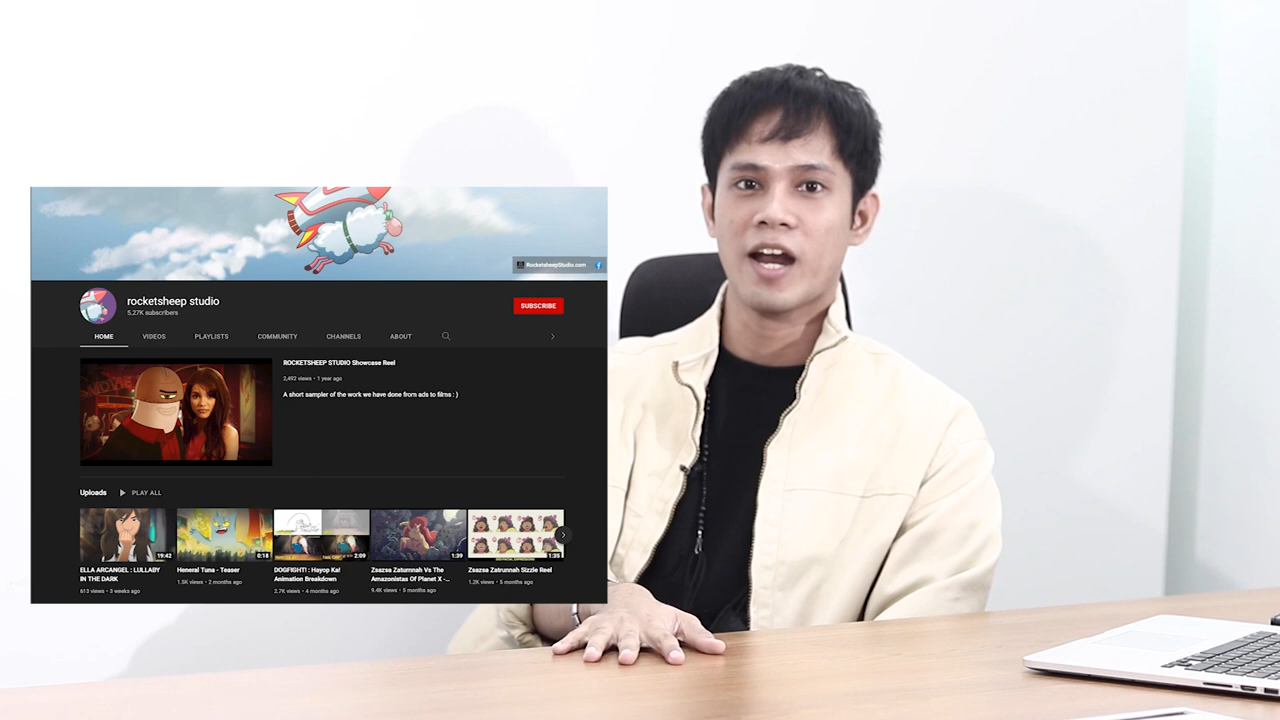 RocketsheepStudio.com
rocketsheep studio
5.27K subscribers
SUBSCRIBE
HOME VIDEOS PLAYLISTS COMMUNITY CHANNELS ABOUT
ROCKETSHEEP STUDIO Showcase Reel
2,492 views • 1 year ago
A short sampler of the work we have done from ads to films : )
Uploads PLAY ALL
19:42 0:18 2:09 1:39 1:35
ELLA ARCANGEL : LULLABY IN THE DARK
613 views • 3 weeks ago
Heneral Tuna - Teaser
1.5K views • 2 months ago
DOGFIGHT! : Hayop Ka! Animation Breakdown
2.7K views • 4 months ago
Zsazsa Zaturnnah Vs The Amazonistas Of Planet X -...
9.4K views • 5 months ago
Zsazsa Zatrunnah Sizzle Reel
1.2K views • 5 months ago